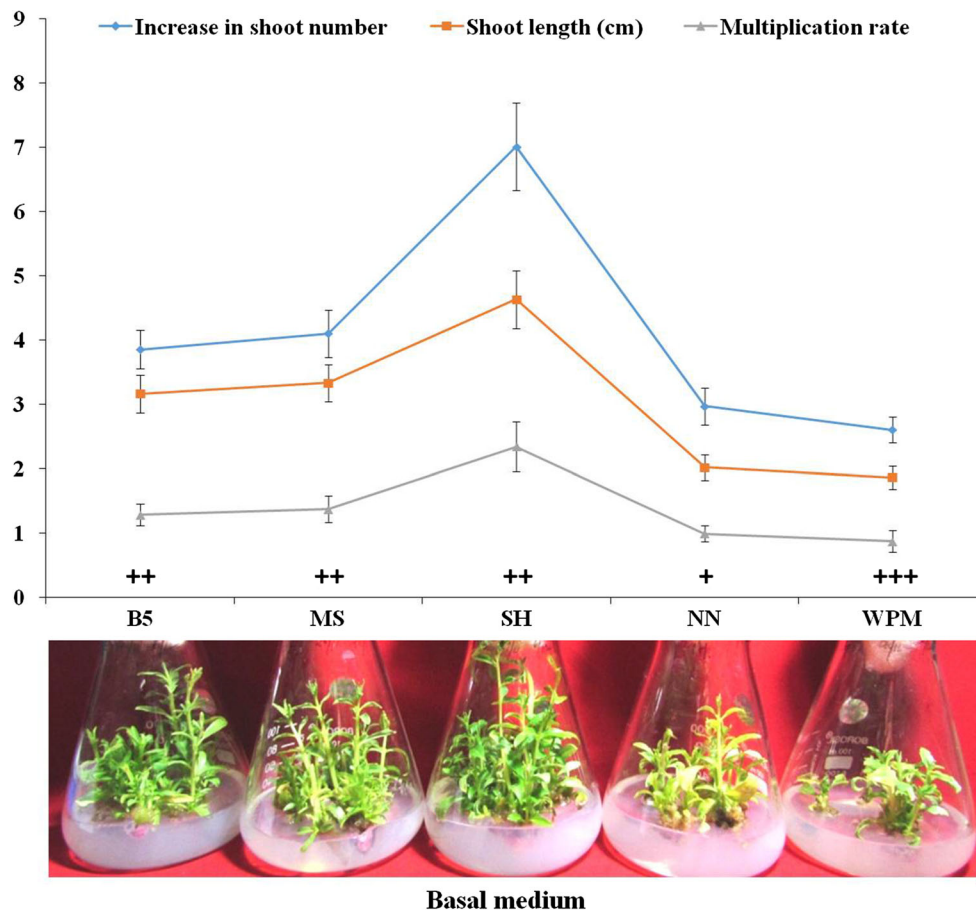 9
Increase in shoot number Shoot length (cm) Multiplication rate
8
7
6
5
4
3
2
1
++ ++ ++ + +++
0
B5 MS SH NN WPM
Basal medium